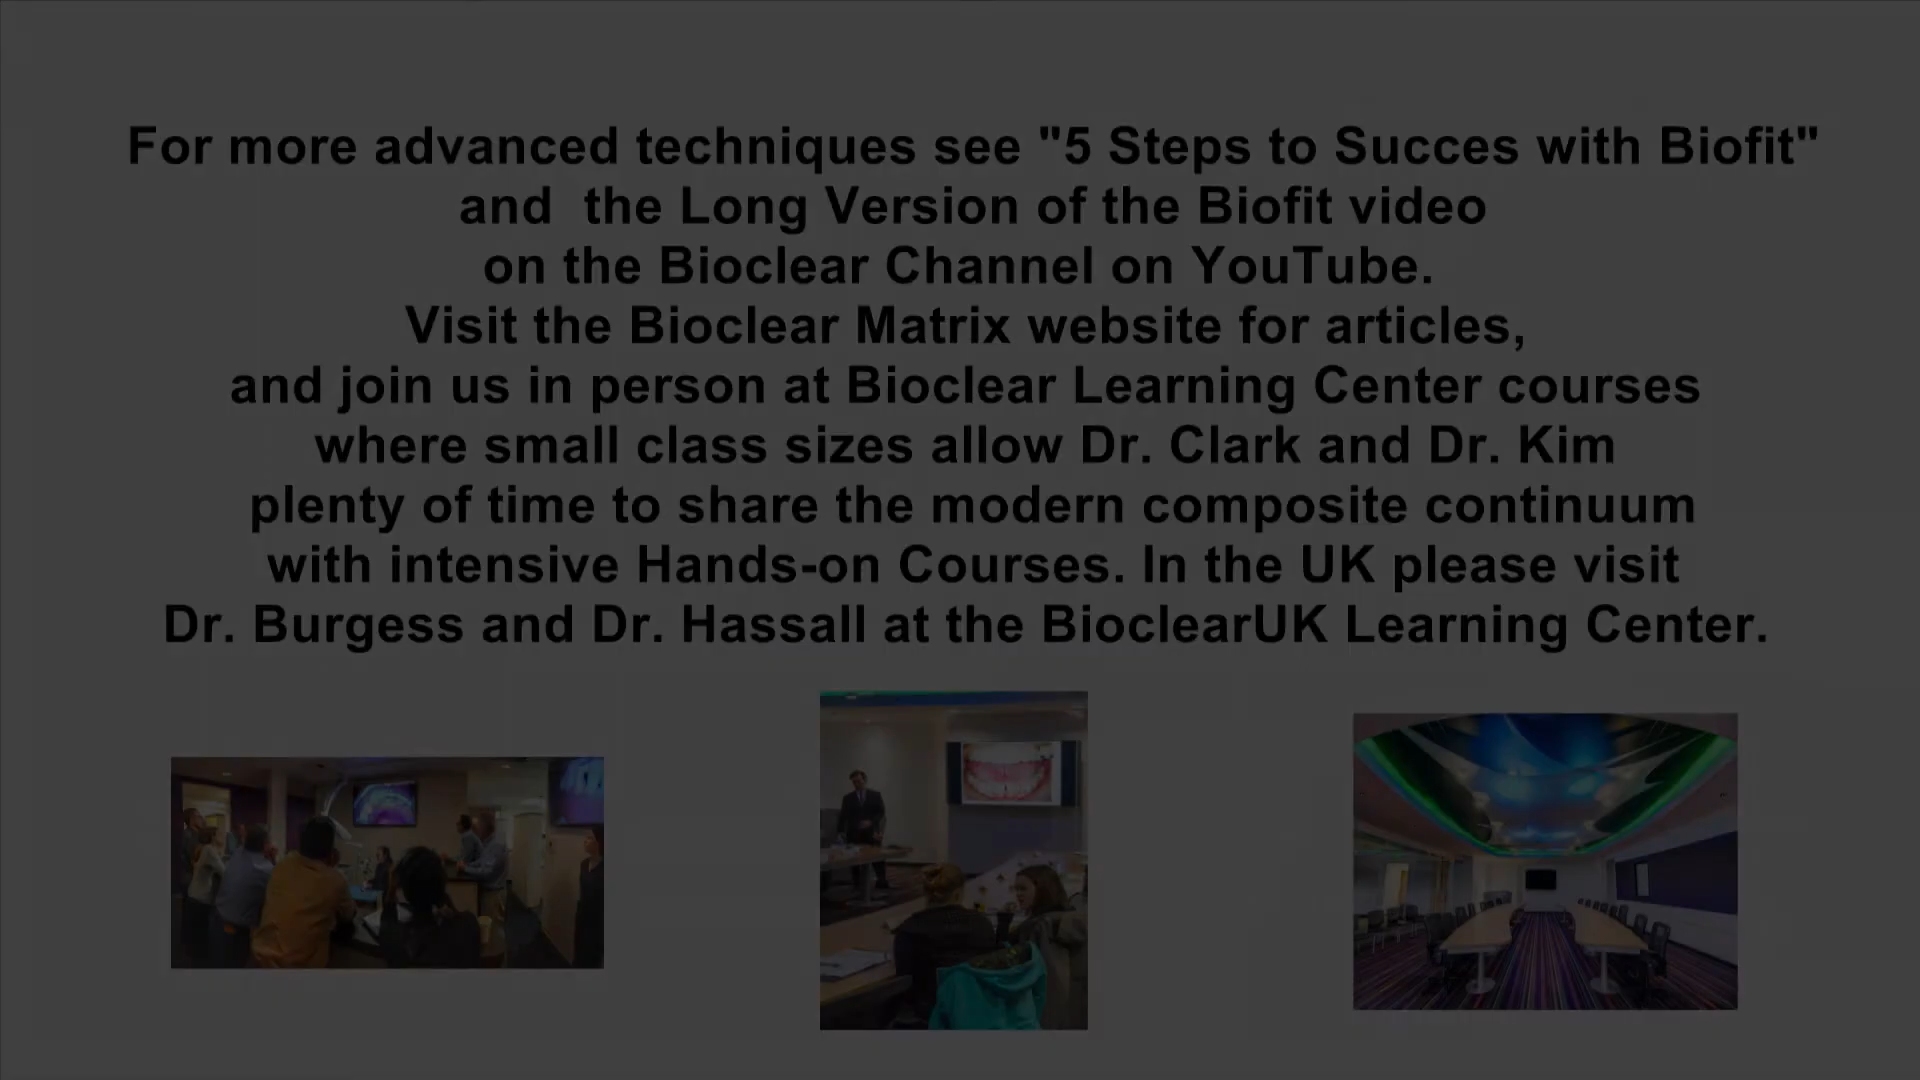 For more advanced techniques see "5 Steps to Succes with Biofit"
and  the Long Version of the Biofit video
on the Bioclear Channel on YouTube.
Visit the Bioclear Matrix website for articles,
and join us in person at Bioclear Learning Center courses
where small class sizes allow Dr. Clark and Dr. Kim
plenty of time to share the modern composite continuum
with intensive Hands-on Courses. In the UK please visit
Dr. Burgess and Dr. Hassall at the BioclearUK Learning Center.